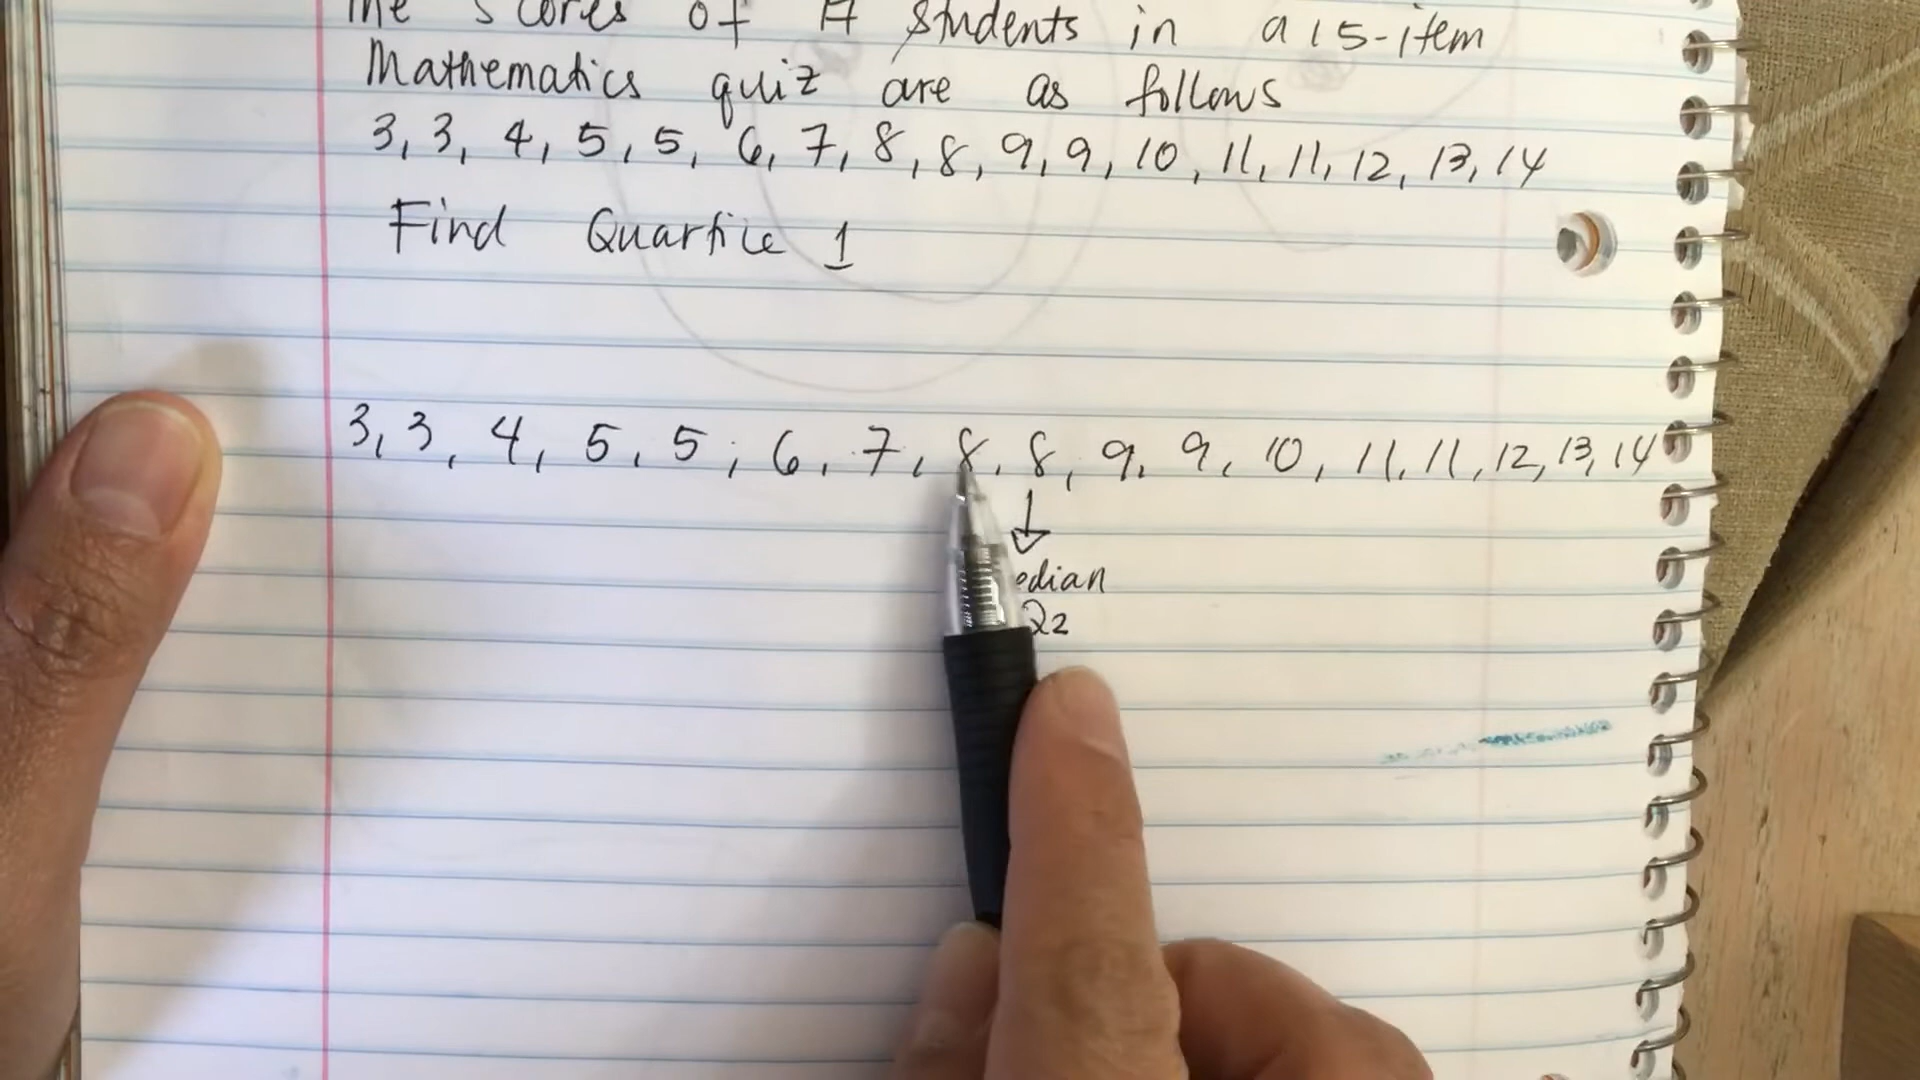 The scores of 17 students in a 15-item
Mathematics quiz are as follows
3, 3, 4, 5, 5, 6, 7, 8, 8, 9, 9, 10, 11, 11, 12, 13, 14
Find Quartile 1
3, 3, 4, 5, 5, 6, 7, 8, 8, 9, 9, 10, 11, 11, 12, 13, 14
edian
Q2